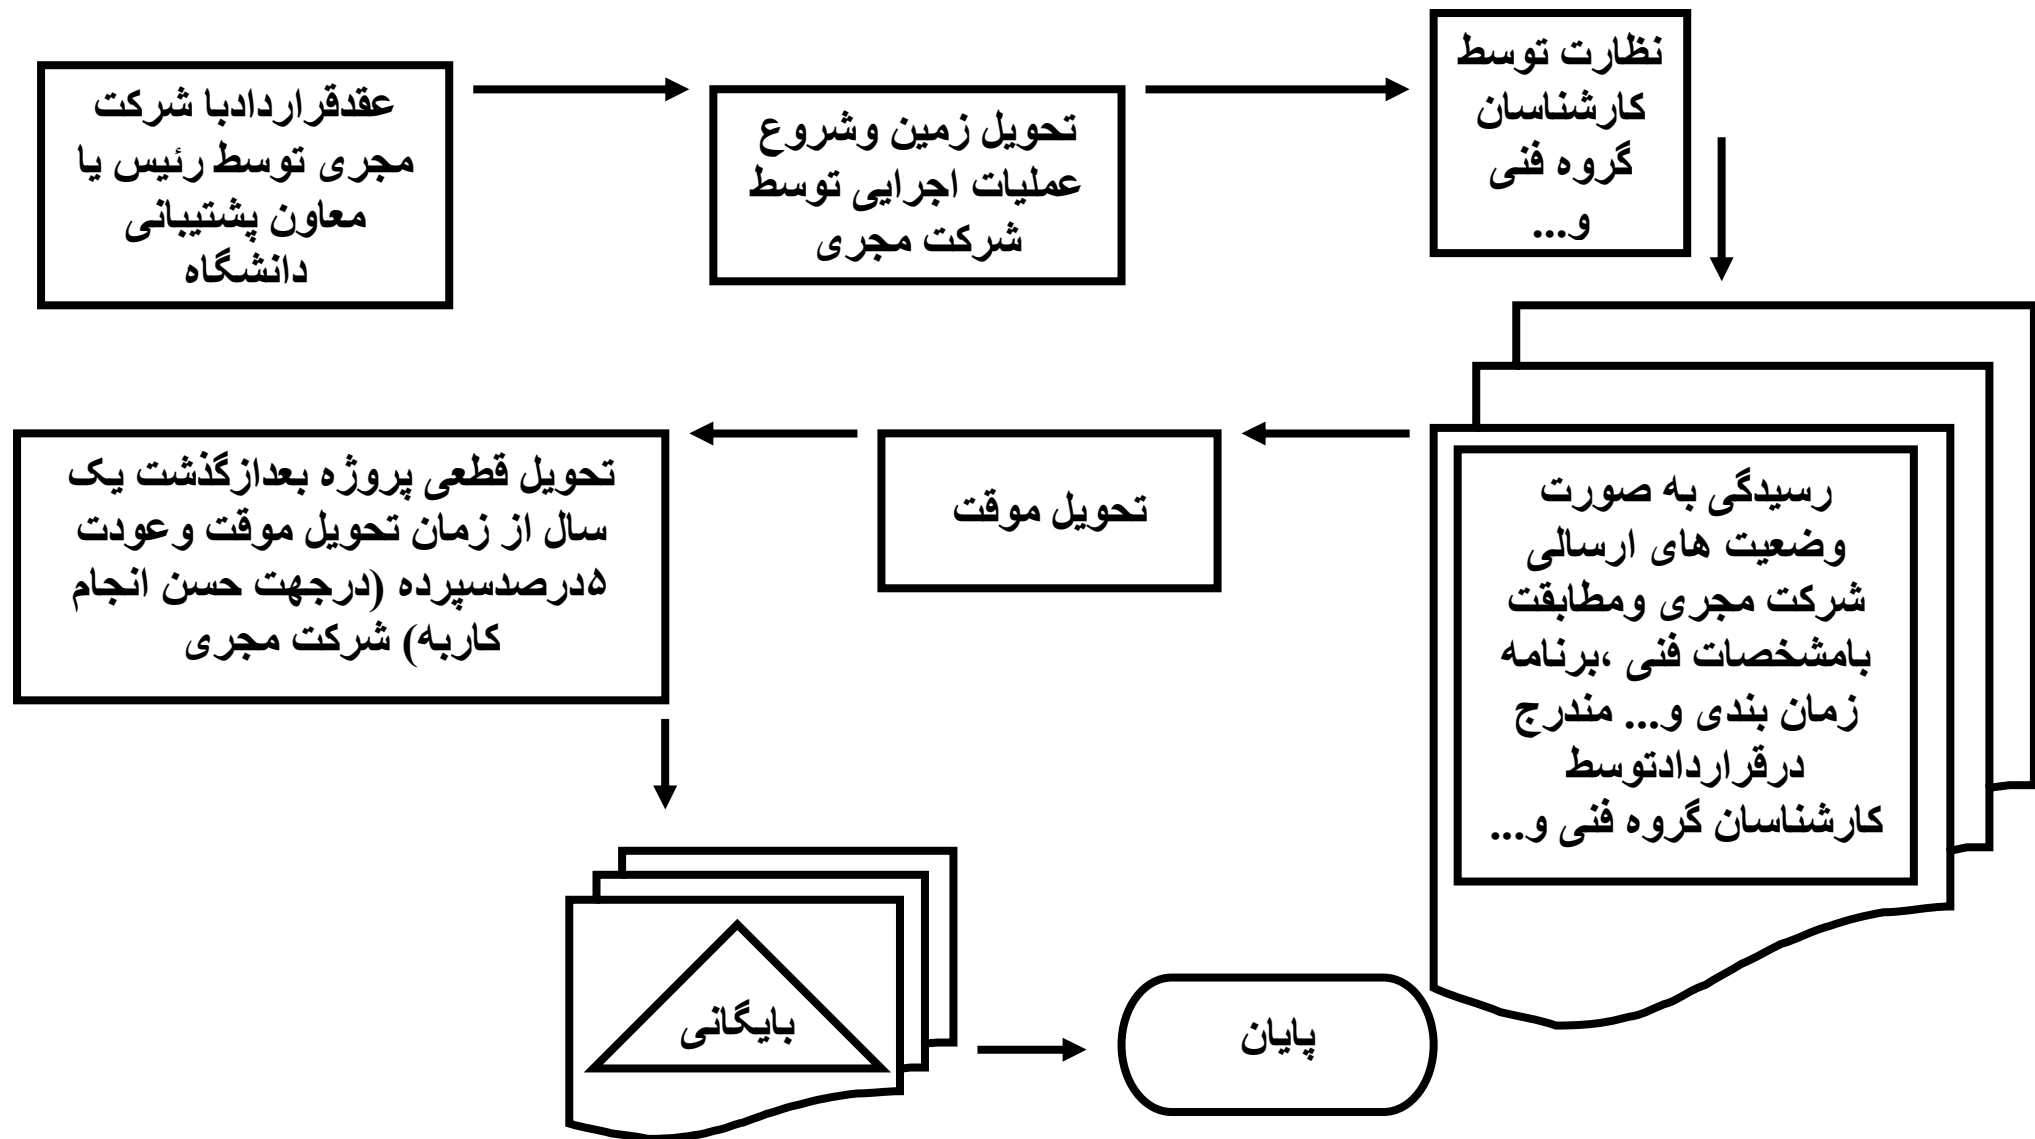 عقدقراردادبا شرکت
مجری توسط رئیس یا
معاون پشتیبانی
دانشگاه
تحویل زمین وشروع
عملیات اجرایی توسط
شرکت مجری
نظارت توسط
کارشناسان
گروه فنی
و...
رسیدگی به صورت
وضعیت های ارسالی
شرکت مجری ومطابقت
بامشخصات فنی ،برنامه
زمان بندی و... مندرج
درقراردادتوسط
کارشناسان گروه فنی و...
تحویل موقت
تحویل قطعی پروژه بعدازگذشت یک
سال از زمان تحویل موقت وعودت
۵درصدسپرده (درجهت حسن انجام
کاربه) شرکت مجری
بایگانی
پایان